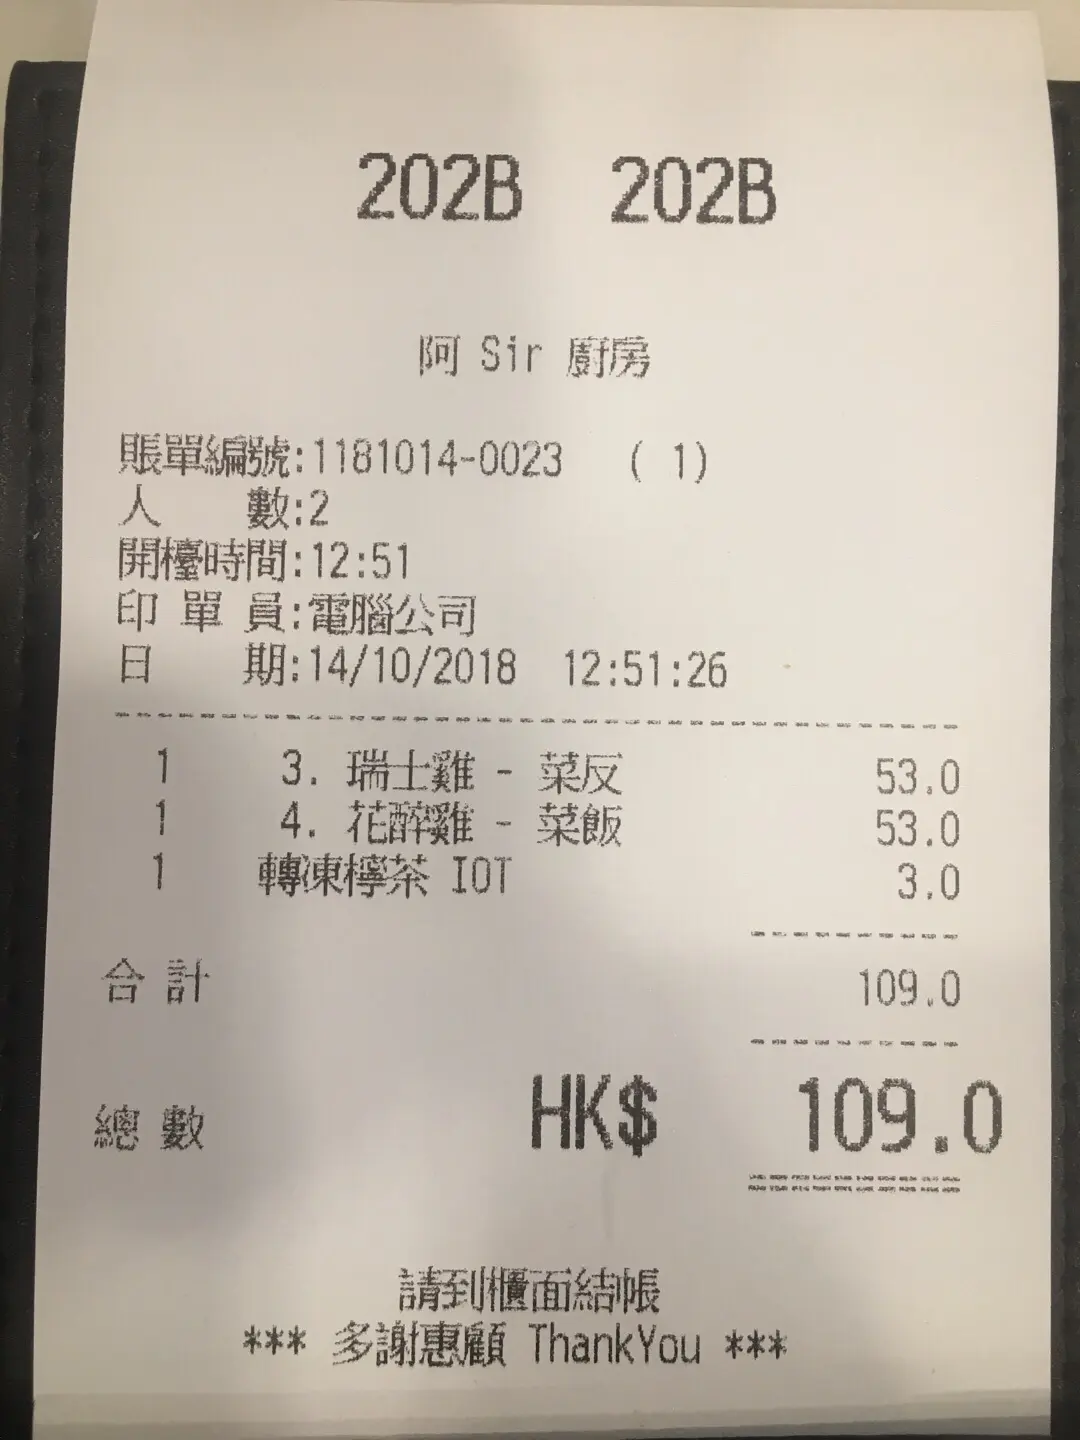 202B 202B
阿 Sir 廚房
賬單編號:1181014-0023 ( 1)
人 數:2
開檯時間:12:51
印 單 員:電腦公司
日 期:14/10/2018 12:51:26
1 3. 瑞士雞 - 菜反 53.0
1 4. 花醉雞 - 菜飯 53.0
1 轉凍檸茶 IOT 3.0
合 計 109.0
總 數 HK$ 109.0
請到櫃面結帳
*** 多謝惠顧 ThankYou ***